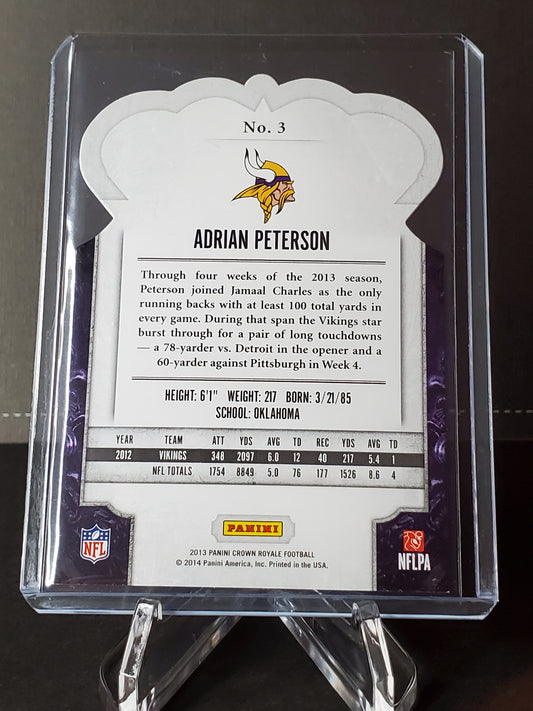 No. 3
ADRIAN PETERSON
Through four weeks of the 2013 season,
Peterson joined Jamaal Charles as the only
running backs with at least 100 total yards in
every game. During that span the Vikings star
burst through for a pair of long touchdowns
— a 78-yarder vs. Detroit in the opener and a
60-yarder against Pittsburgh in Week 4.
HEIGHT: 6'1" WEIGHT: 217 BORN: 3/21/85
SCHOOL: OKLAHOMA
YEAR TEAM ATT YDS AVG TD REC YDS AVG TD
2012 VIKINGS 348 2097 6.0 12 40 217 5.4 1
NFL TOTALS 1754 8849 5.0 76 177 1526 8.6 4
PANINI
NFL
NFLPA
2013 PANINI CROWN ROYALE FOOTBALL
© 2014 Panini America, Inc. Printed in the USA.